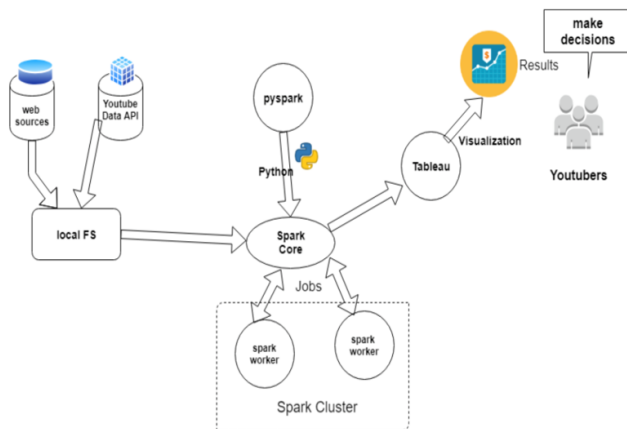 make
decisions
web
sources
Youtube
Data API
pyspark
Results
Visualization
Tableau
Python
Youtubers
local FS
Spark
Core
Jobs
spark
worker
spark
worker
Spark Cluster